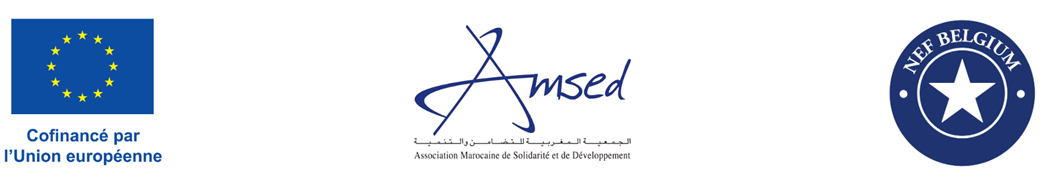 Cofinancé par
l'Union européenne
Amsed
الجمعية المغربية للتضامن والتنمية
Association Marocaine de Solidarité et de Développement
NEF BELGIUM